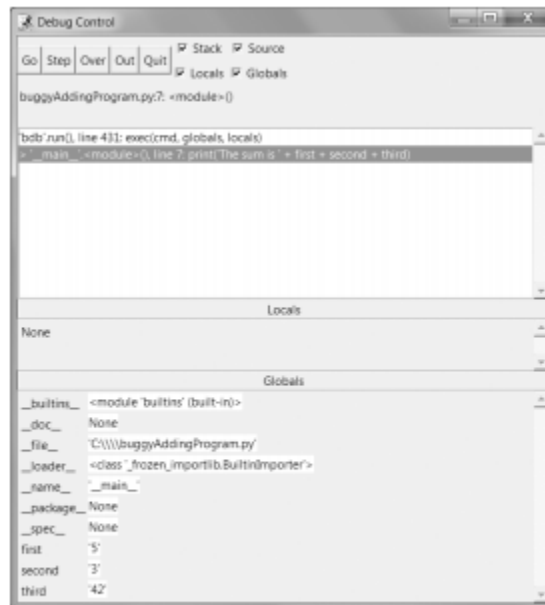 Debug Control
Go Step Over Out Quit Stack Source
Locals Globals
buggyAddingProgram.py:7: <module>()
'bdb'.run(), line 431: exec(cmd, globals, locals)
> '__main__'.<module>(), line 7: print('The sum is ' + first + second + third)
Locals
None
Globals
__builtins__ <module 'builtins' (built-in)>
__doc__ None
__file__ 'C:\\\\buggyAddingProgram.py'
__loader__ <class '_frozen_importlib.BuiltinImporter'>
__name__ '__main__'
__package__ None
__spec__ None
first '5'
second '3'
third '42'